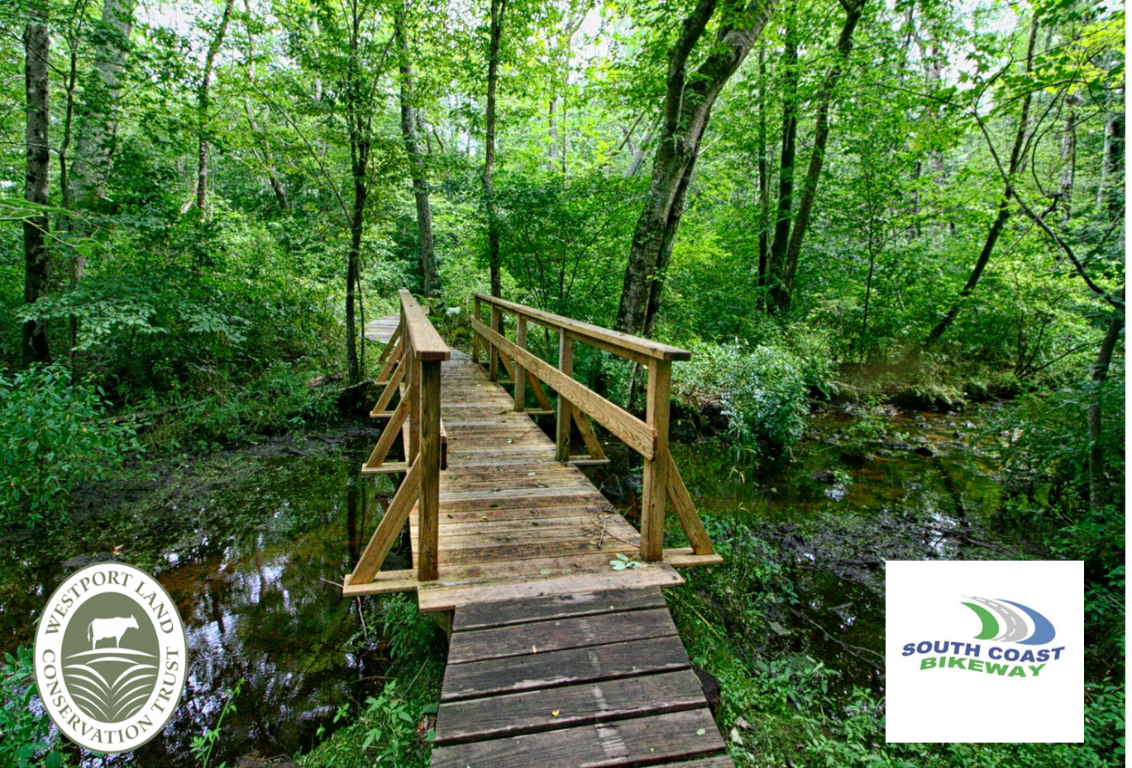 WESTPORT LAND
CONSERVATION TRUST
SOUTH COAST
BIKEWAY